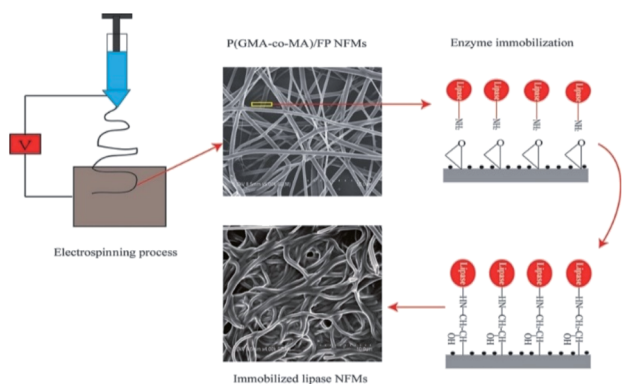 P(GMA-co-MA)/FP NFMs
Enzyme immobilization
Lipase Lipase Lipase Lipase
NH₂ NH₂ NH₂ NH₂
O O O O
V
Electrospinning process
Lipase Lipase Lipase Lipase
HN HN HN HN
CH₂ CH₂ CH₂ CH₂
CH CH CH CH
OH OH OH OH
Immobilized lipase NFMs